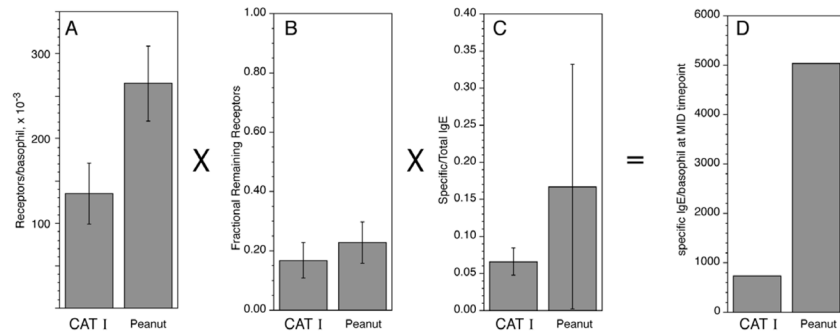 A
Receptors/basophil, x 10-3
350
250
200
100
CAT I
Peanut
X
B
Fractional Remaining Receptors
1.00
0.80
0.60
0.40
0.20
0.00
CAT I
Peanut
X
C
Specific/Total IgE
0.40
0.35
0.30
0.25
0.20
0.15
0.10
0.05
0.00
CAT I
Peanut
=
D
specific IgE/basophil at MID timepoint
6000
5000
4000
3000
6000
2000
1000
0
CAT I
Peanut